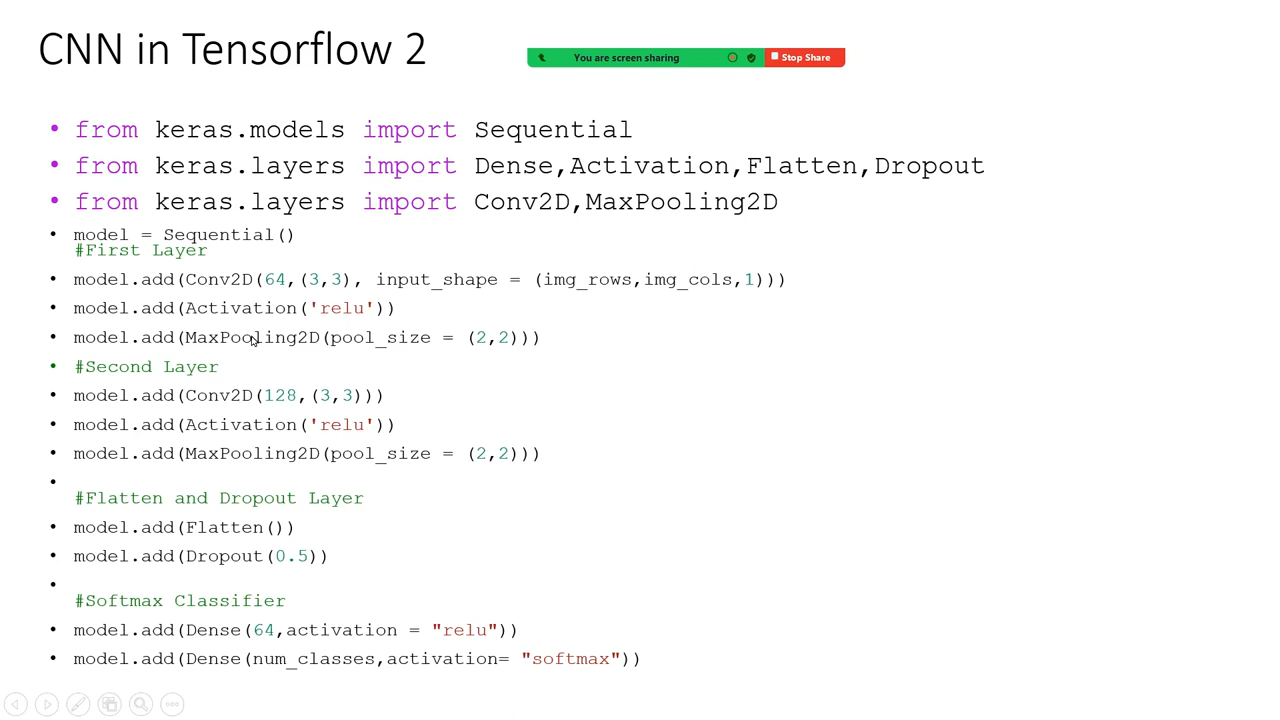 CNN in Tensorflow 2
You are screen sharing
Stop Share
• from keras.models import Sequential
• from keras.layers import Dense,Activation,Flatten,Dropout
• from keras.layers import Conv2D,MaxPooling2D
• model = Sequential()
#First Layer
• model.add(Conv2D(64,(3,3), input_shape = (img_rows,img_cols,1)))
• model.add(Activation('relu'))
• model.add(MaxPooling2D(pool_size = (2,2)))
• #Second Layer
• model.add(Conv2D(128,(3,3)))
• model.add(Activation('relu'))
• model.add(MaxPooling2D(pool_size = (2,2)))
•
#Flatten and Dropout Layer
• model.add(Flatten())
• model.add(Dropout(0.5))
•
#Softmax Classifier
• model.add(Dense(64,activation = "relu"))
• model.add(Dense(num_classes,activation= "softmax"))